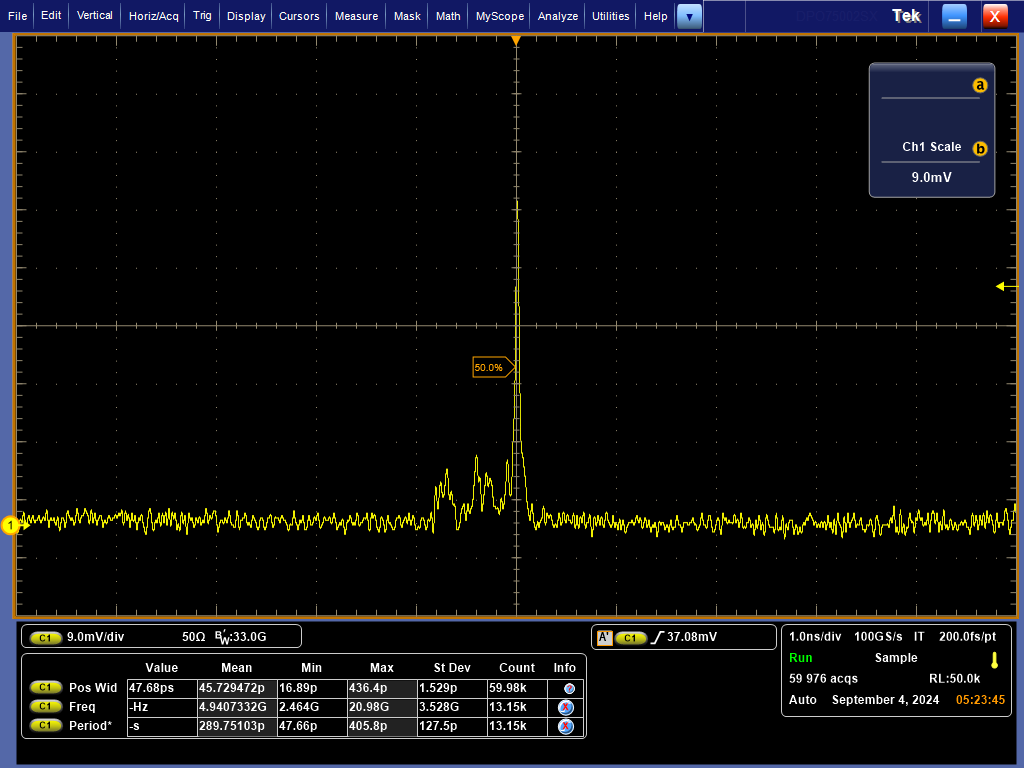 File Edit Vertical Horiz/Acq Trig Display Cursors Measure Mask Math MyScope Analyze Utilities Help Tek X
a
Ch1 Scale b
9.0mV
50.0%
1
C1 9.0mV/div 50Ω BW:33.0G
A' C1 37.08mV
1.0ns/div 100GS/s IT 200.0fs/pt
Run Sample
59 976 acqs RL:50.0k
Auto September 4, 2024 05:23:45
Value Mean Min Max St Dev Count Info
C1 Pos Wid 47.68ps 45.729472p 16.89p 436.4p 1.529p 59.98k
C1 Freq -Hz 4.9407332G 2.464G 20.98G 3.528G 13.15k
C1 Period* -s 289.75103p 47.66p 405.8p 127.5p 13.15k